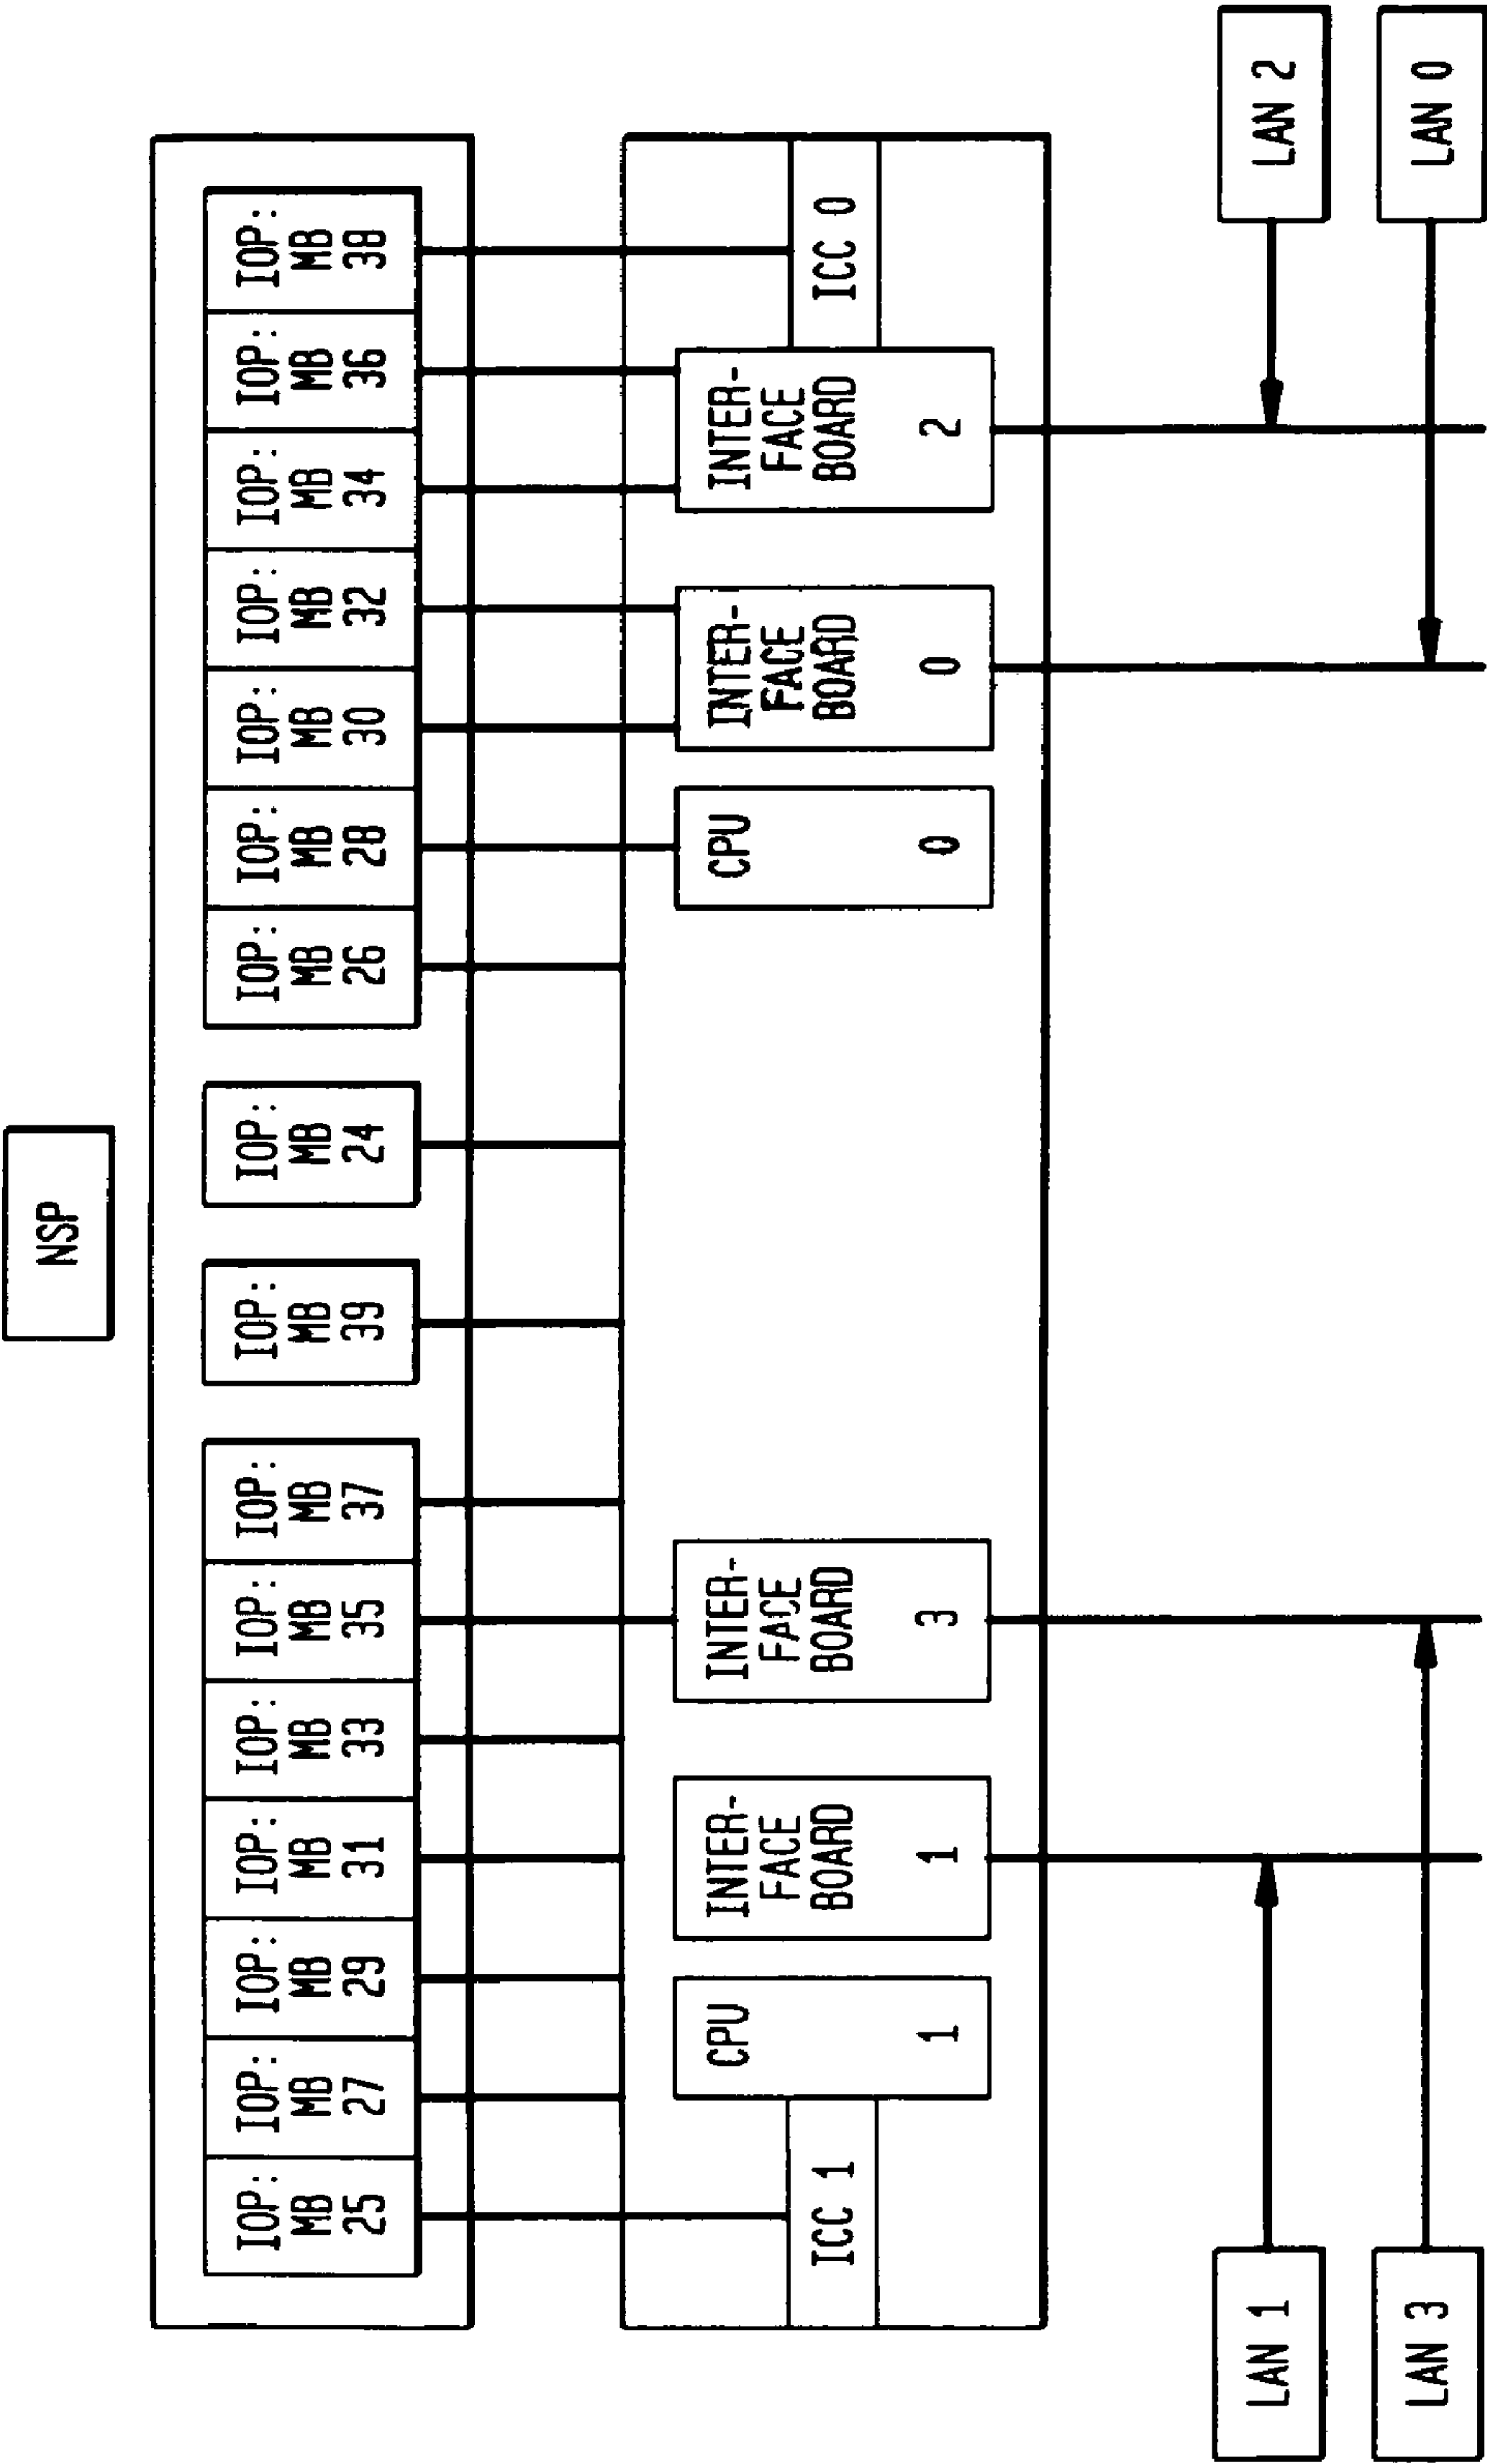 NSP
IOP:
MB
25
IOP:
MB
27
IOP:
MB
29
IOP:
MB
31
IOP:
MB
33
IOP:
MB
35
IOP:
MB
37
IOP:
MB
39
IOP:
MB
24
IOP:
MB
26
IOP:
MB
28
IOP:
MB
30
IOP:
MB
32
IOP:
MB
34
IOP:
MB
36
IOP:
MB
38
ICC 1
CPU
1
INTER-
FACE
BOARD
1
INTER-
FACE
BOARD
3
CPU
0
INTER-
FACE
BOARD
0
INTER-
FACE
BOARD
2
ICC 0
LAN 1
LAN 2
LAN 3
LAN 0